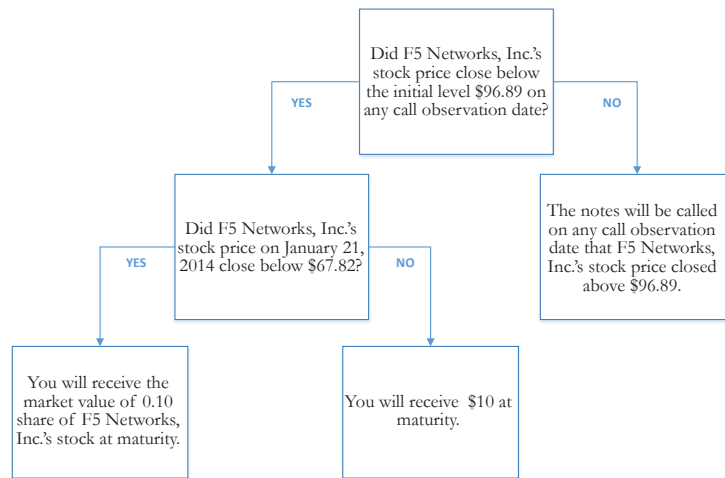 Did F5 Networks, Inc.'s
stock price close below
the initial level $96.89 on
any call observation date?
YES
NO
Did F5 Networks, Inc.'s
stock price on January 21,
2014 close below $67.82?
The notes will be called
on any call observation
date that F5 Networks,
Inc.'s stock price closed
above $96.89.
YES
NO
You will receive the
market value of 0.10
share of F5 Networks,
Inc.'s stock at maturity.
You will receive $10 at
maturity.